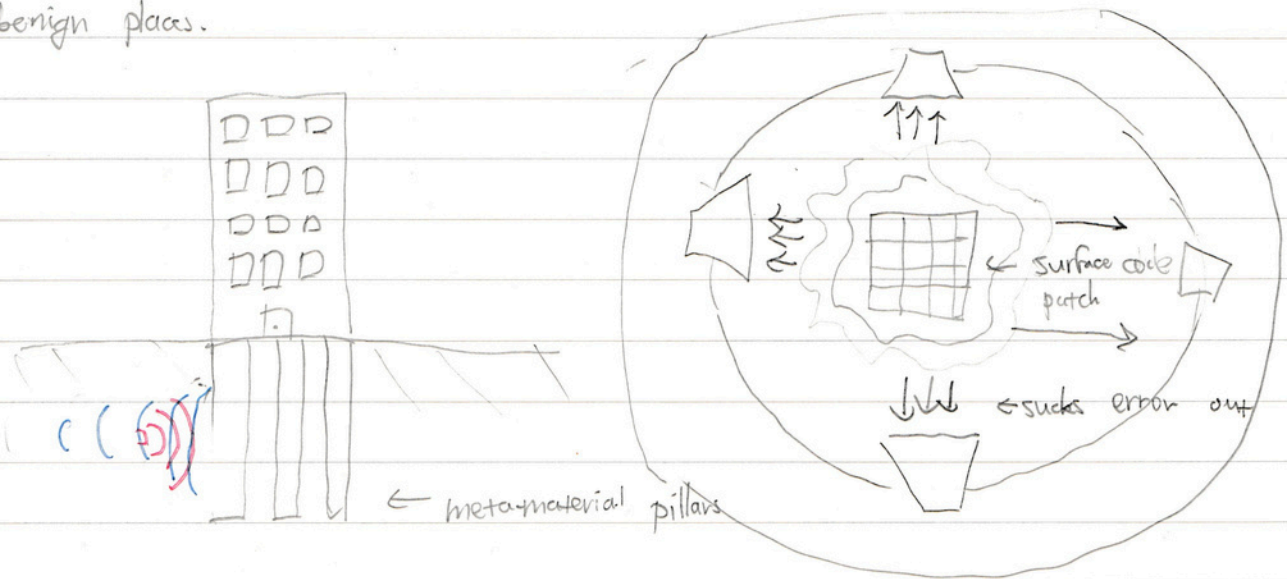 benign places.
← surface code
patch
← sucks error out
← metamaterial pillars